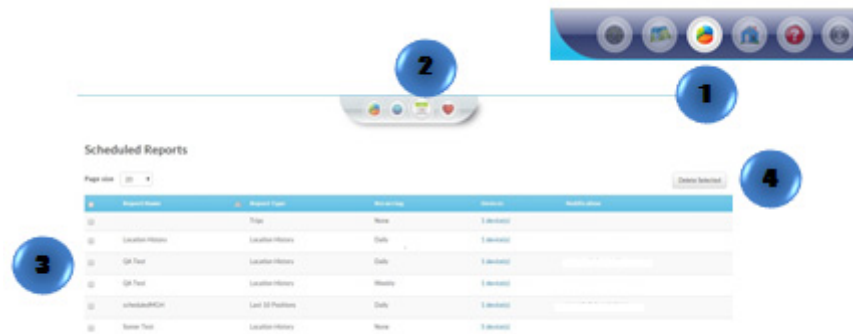 2
1
Scheduled Reports
Page size 20
Delete Selected
4
Report Name Report Type Recurring Devices Notification
Trips None 1 device(s)
Location History Location History Daily 1 device(s)
3
QA Test Location History Daily 1 device(s)
QA Test Location History Weekly 1 device(s)
scheduledMCH Last 10 Positions Daily 1 device(s)
Location History None 1 device(s)